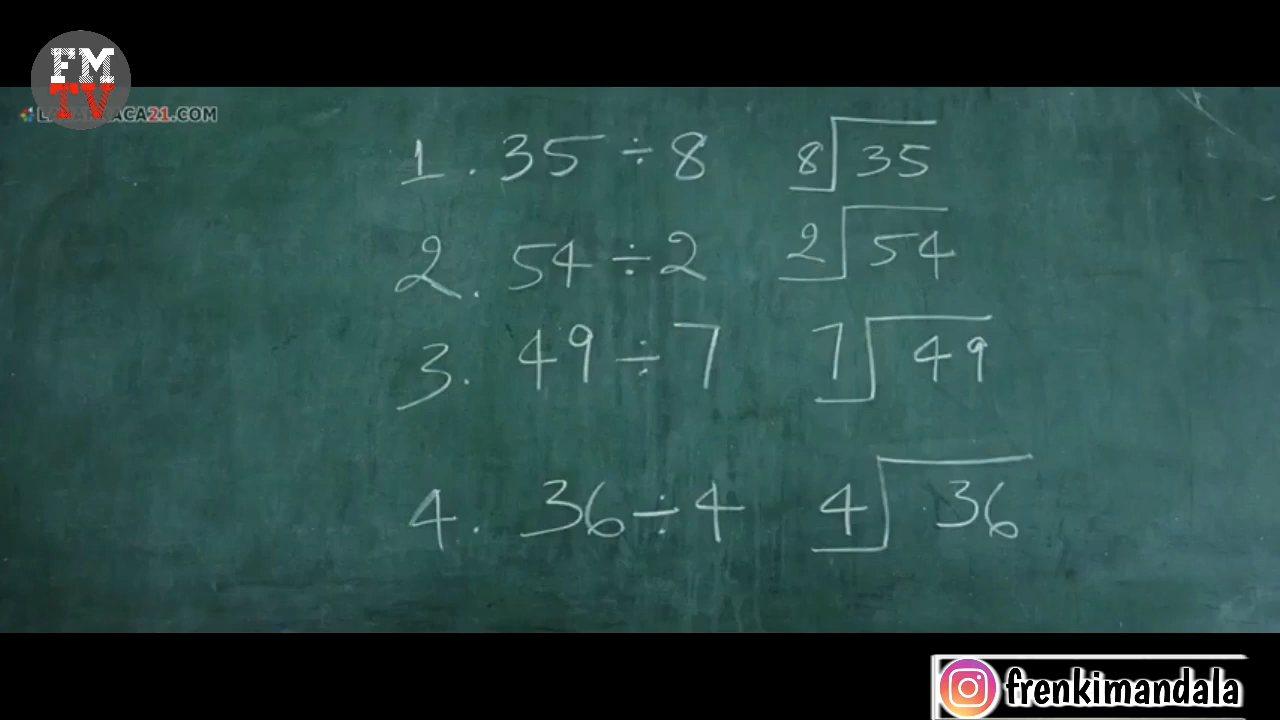 FM
TV
21.COM
1. 35 ÷ 8 8 35
2. 54 ÷ 2 2 54
3. 49 ÷ 7 7 49
4. 36 ÷ 4 4 36
frenkimandala